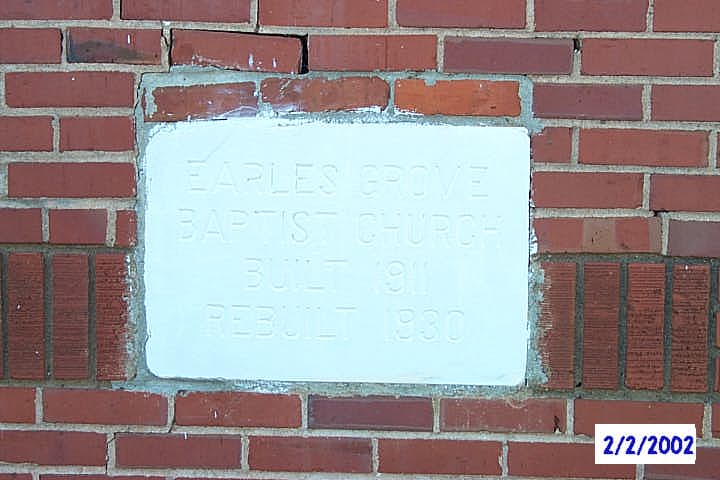 EARLES GROVE
BAPTIST CHURCH
BUILT 1911
REBUILT 1930
2/2/2002